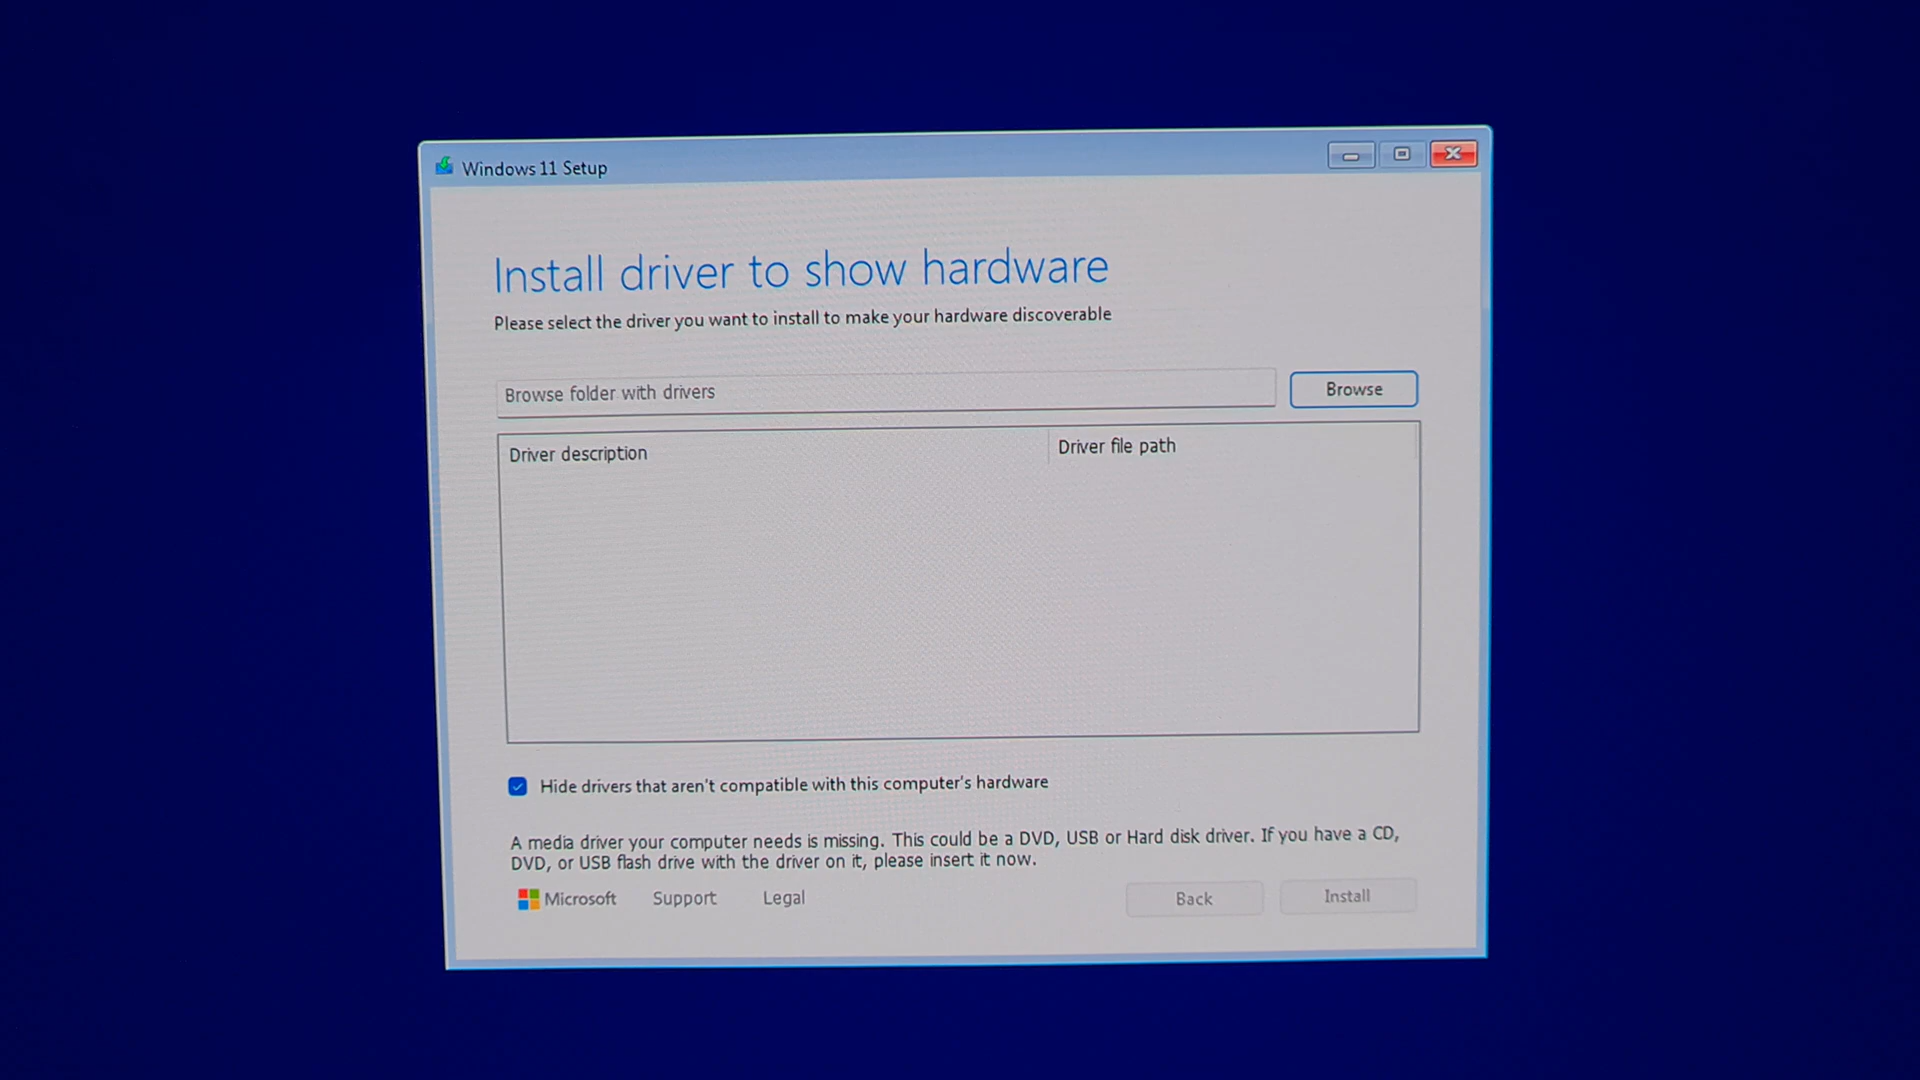 Windows 11 Setup
Install driver to show hardware
Please select the driver you want to install to make your hardware discoverable
Browse folder with drivers
Browse
Driver description
Driver file path
Hide drivers that aren't compatible with this computer's hardware
A media driver your computer needs is missing. This could be a DVD, USB or Hard disk driver. If you have a CD,
DVD, or USB flash drive with the driver on it, please insert it now.
Microsoft
Support
Legal
Back
Install